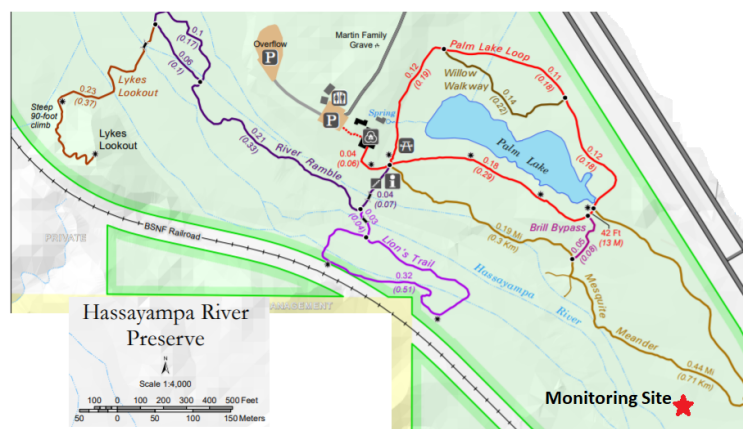 0.1
(0.17)
0.06
(0.1)
Overflow
P
Martin Family
Grave
Palm Lake Loop
0.12
(0.19)
0.11
(0.18)
Willow
Walkway
0.14
(0.22)
Lykes
Lookout
0.23
(0.37)
Steep
90-foot
climb
Lykes
Lookout
P
Spring
0.21
(0.33)
River Ramble
0.04
(0.06)
i
0.04
(0.07)
0.03
(0.04)
Palm Lake
0.18
(0.29)
0.12
(0.19)
42 Ft
(13 M)
Brill Bypass
0.05
(0.08)
0.19 Mi
(0.3 Km)
BSNF Railroad
PRIVATE
Lion's Trail
0.32
(0.51)
Hassayampa
River
Mesquite
Meander
0.44 Mi
(0.71 Km)
Hassayampa River
Preserve
N
Scale 1:4,000
100 0 100 200 300 400 500 Feet
50 0 50 100 150 Meters
Monitoring Site